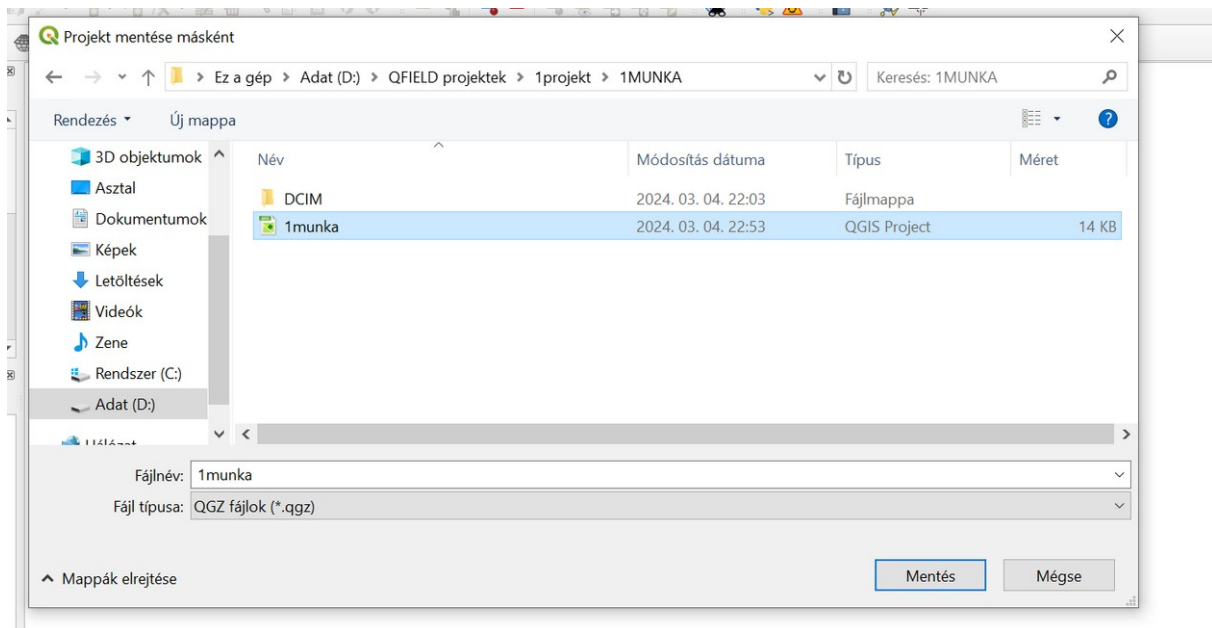 Projekt mentése másként
Ez a gép > Adat (D:) > QFIELD projektek > 1projekt > 1MUNKA
Keresés: 1MUNKA
Rendezés
Új mappa
Név
Módosítás dátuma
Típus
Méret
3D objektumok
Asztal
Dokumentumok
Képek
Letöltések
Videók
Zene
Rendszer (C:)
Adat (D:)
DCIM
2024. 03. 04. 22:03
Fájlmappa
1munka
2024. 03. 04. 22:53
QGIS Project
14 KB
Fájlnév: 1munka
Fájl típusa: QGZ fájlok (*.qgz)
Mappák elrejtése
Mentés
Mégse